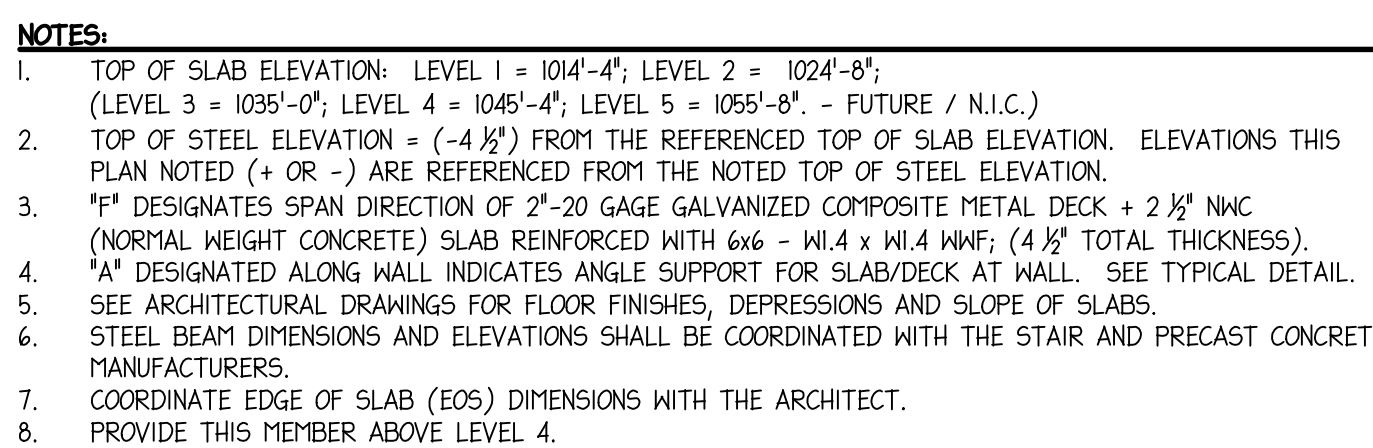 NOTES:
1. TOP OF SLAB ELEVATION: LEVEL 1 = 1014'-4"; LEVEL 2 = 1024'-8";
(LEVEL 3 = 1035'-0"; LEVEL 4 = 1045'-4"; LEVEL 5 = 1055'-8". - FUTURE / N.I.C.)
2. TOP OF STEEL ELEVATION = (-4 ½") FROM THE REFERENCED TOP OF SLAB ELEVATION. ELEVATIONS THIS
PLAN NOTED (+ OR -) ARE REFERENCED FROM THE NOTED TOP OF STEEL ELEVATION.
3. "F" DESIGNATES SPAN DIRECTION OF 2"-20 GAGE GALVANIZED COMPOSITE METAL DECK + 2 ½" NWC
(NORMAL WEIGHT CONCRETE) SLAB REINFORCED WITH 6x6 - W1.4 x W1.4 WWF; (4 ½" TOTAL THICKNESS).
4. "A" DESIGNATED ALONG WALL INDICATES ANGLE SUPPORT FOR SLAB/DECK AT WALL. SEE TYPICAL DETAIL.
5. SEE ARCHITECTURAL DRAWINGS FOR FLOOR FINISHES, DEPRESSIONS AND SLOPE OF SLABS.
6. STEEL BEAM DIMENSIONS AND ELEVATIONS SHALL BE COORDINATED WITH THE STAIR AND PRECAST CONCRET
MANUFACTURERS.
7. COORDINATE EDGE OF SLAB (EOS) DIMENSIONS WITH THE ARCHITECT.
8. PROVIDE THIS MEMBER ABOVE LEVEL 4.